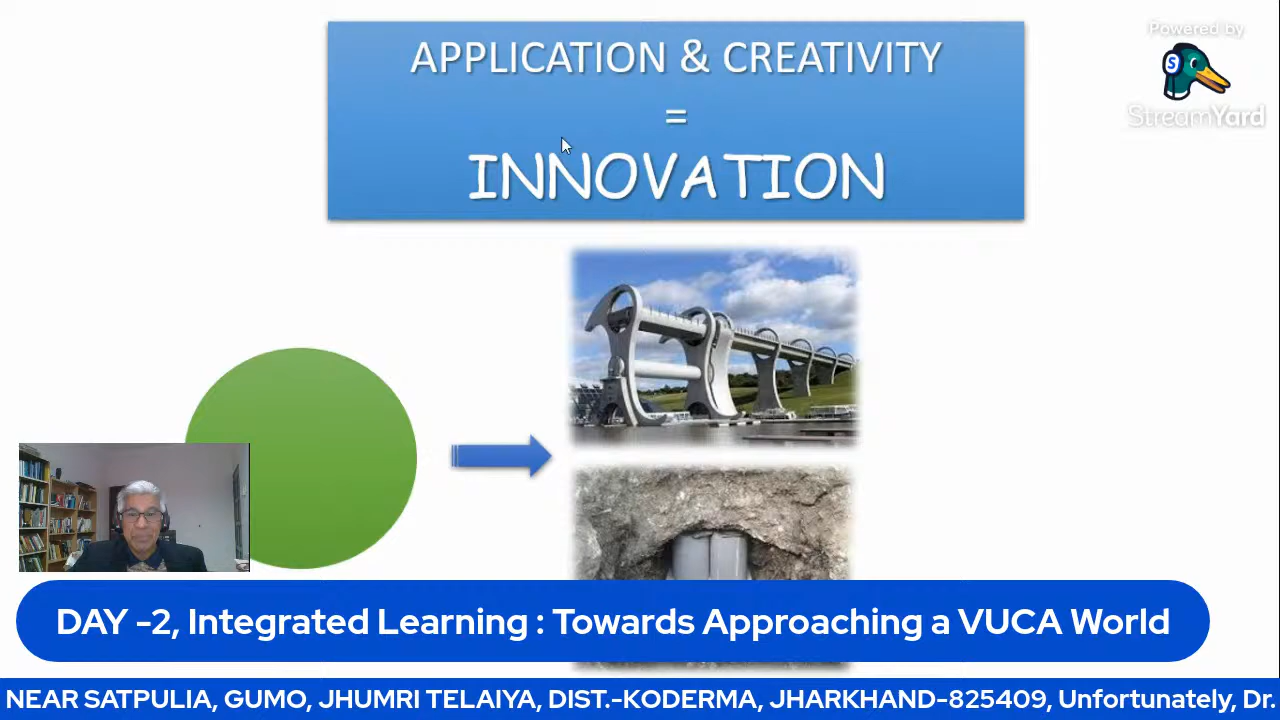 APPLICATION & CREATIVITY
=
INNOVATION
Powered by
S
StreamYard
DAY -2, Integrated Learning : Towards Approaching a VUCA World
NEAR SATPULIA, GUMO, JHUMRI TELAIYA, DIST.-KODERMA, JHARKHAND-825409, Unfortunately, Dr.